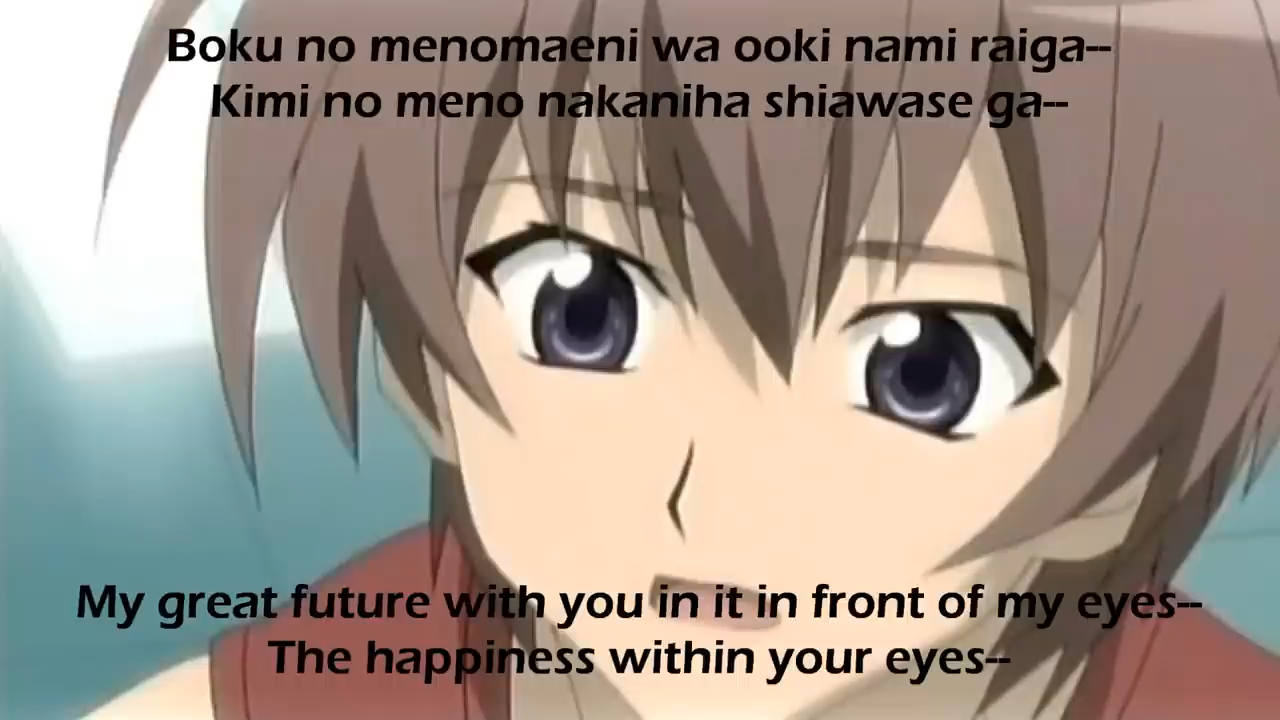 Boku no menomaeni wa ooki nami raiga--
Kimi no meno nakaniha shiawase ga--
My great future with you in it in front of my eyes--
The happiness within your eyes--